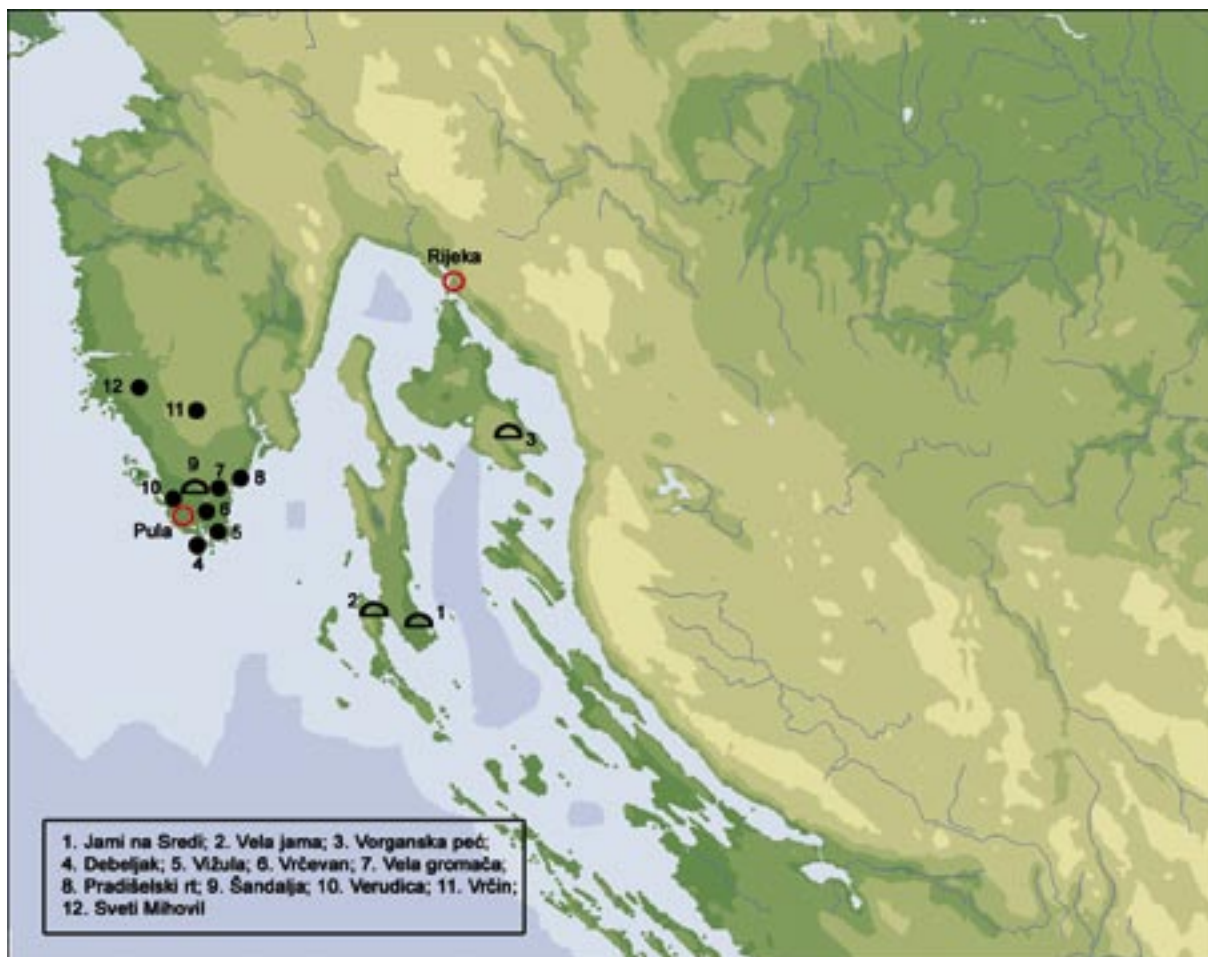 Rijeka
12
11
3
9
7
8
10
6
Pula
5
4
2
1
1. Jami na Sredi; 2. Vela jama; 3. Vorganska peć;
4. Debeljak; 5. Vižula; 6. Vrčevan; 7. Vela gromača;
8. Pradišelski rt; 9. Šandalja; 10. Verudica; 11. Vrčin;
12. Sveti Mihovil